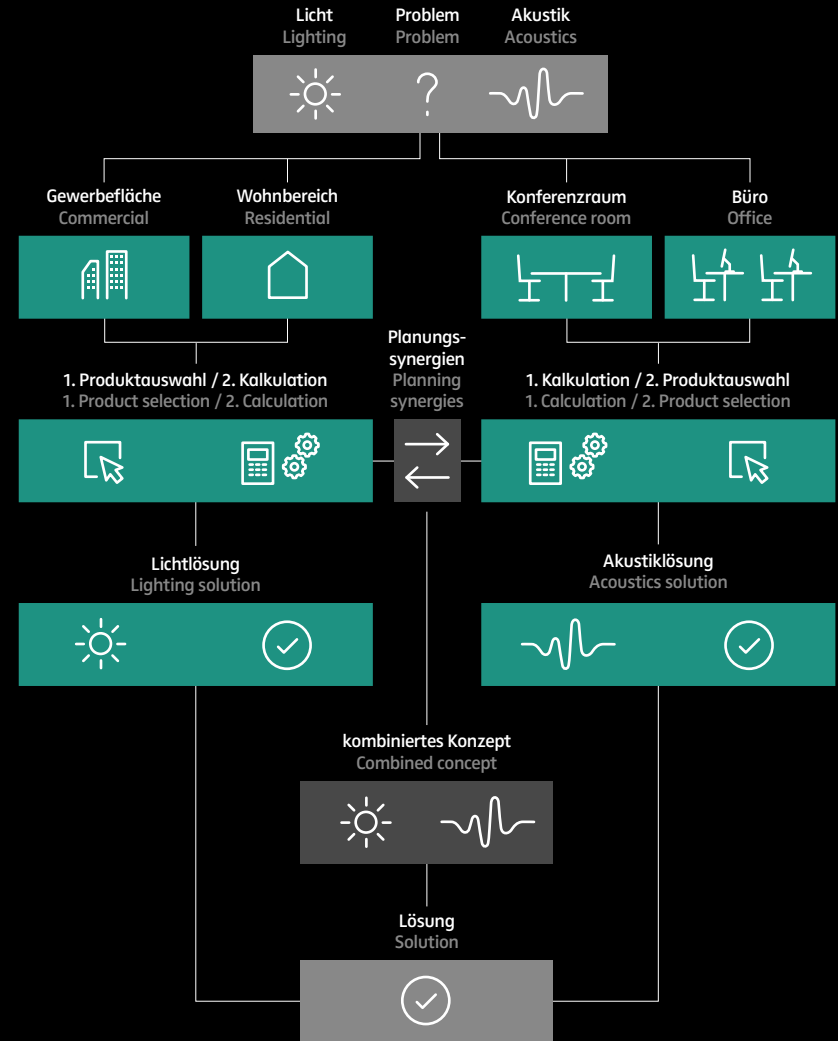 Licht
Lighting
Problem
Problem
Akustik
Acoustics
?
Gewerbefläche
Commercial
Wohnbereich
Residential
Konferenzraum
Conference room
Büro
Office
Planungs-
synergien
Planning
synergies
1. Produktauswahl / 2. Kalkulation
1. Product selection / 2. Calculation
1. Kalkulation / 2. Produktauswahl
1. Calculation / 2. Product selection
Lichtlösung
Lighting solution
Akustiklösung
Acoustics solution
kombiniertes Konzept
Combined concept
Lösung
Solution